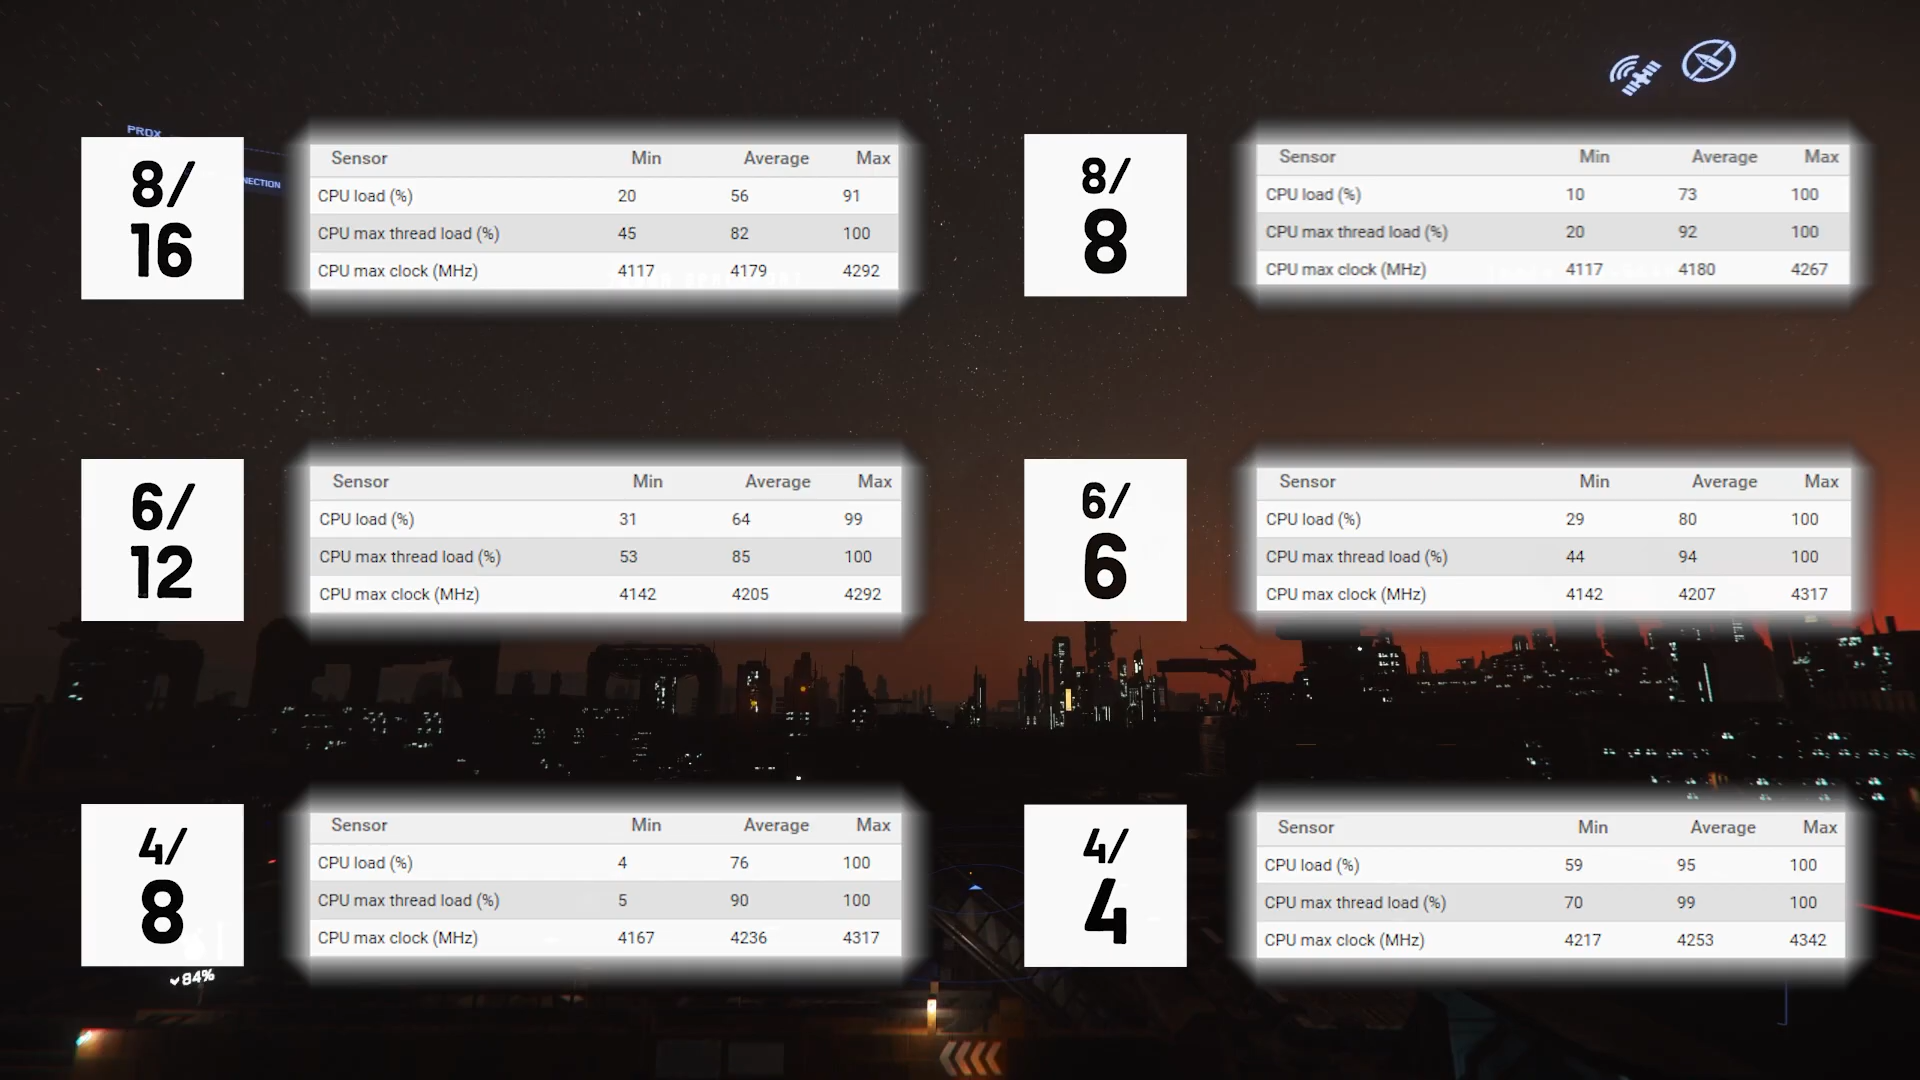 PROX
NECTION
8/
16
Sensor Min Average Max
CPU load (%) 20 56 91
CPU max thread load (%) 45 82 100
CPU max clock (MHz) 4117 4179 4292
8/
8
Sensor Min Average Max
CPU load (%) 10 73 100
CPU max thread load (%) 20 92 100
CPU max clock (MHz) 4117 4180 4267
6/
12
Sensor Min Average Max
CPU load (%) 31 64 99
CPU max thread load (%) 53 85 100
CPU max clock (MHz) 4142 4205 4292
6/
6
Sensor Min Average Max
CPU load (%) 29 80 100
CPU max thread load (%) 44 94 100
CPU max clock (MHz) 4142 4207 4317
4/
8
Sensor Min Average Max
CPU load (%) 4 76 100
CPU max thread load (%) 5 90 100
CPU max clock (MHz) 4167 4236 4317
84%
4/
4
Sensor Min Average Max
CPU load (%) 59 95 100
CPU max thread load (%) 70 99 100
CPU max clock (MHz) 4217 4253 4342